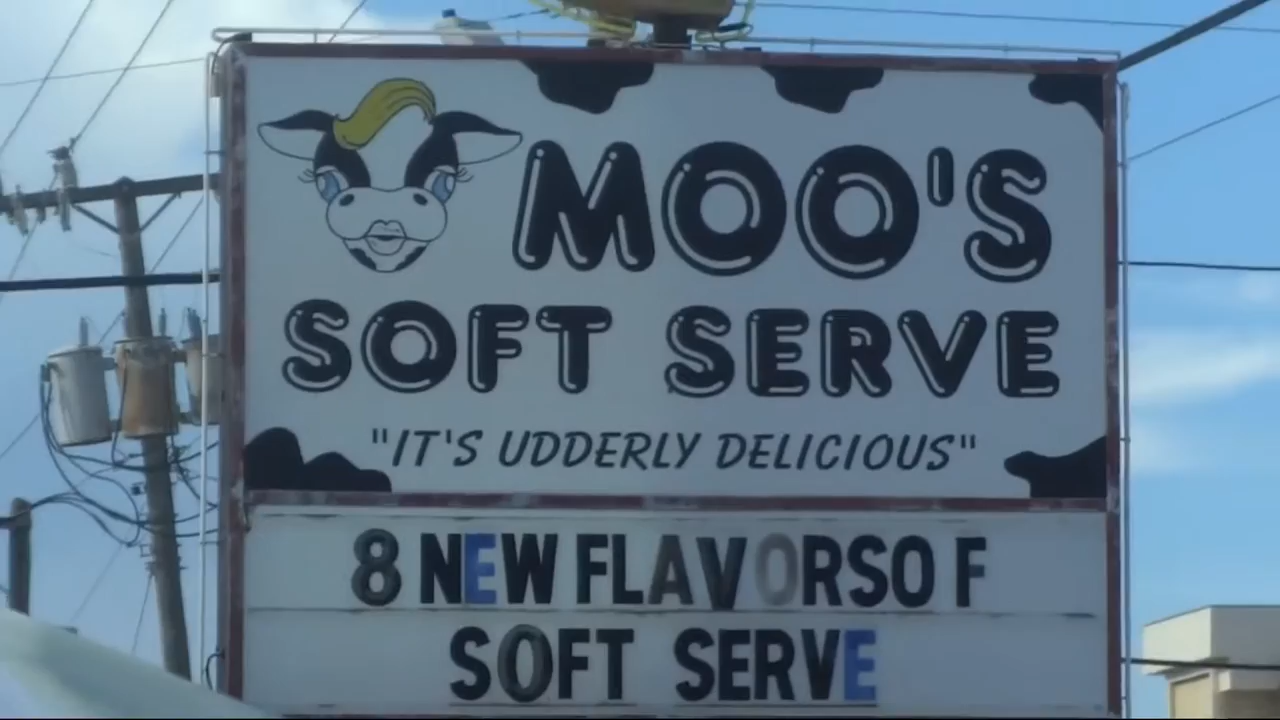 MOO'S
SOFT SERVE
"IT'S UDDERLY DELICIOUS"
8 NEW FLAVORSO F
SOFT SERVE